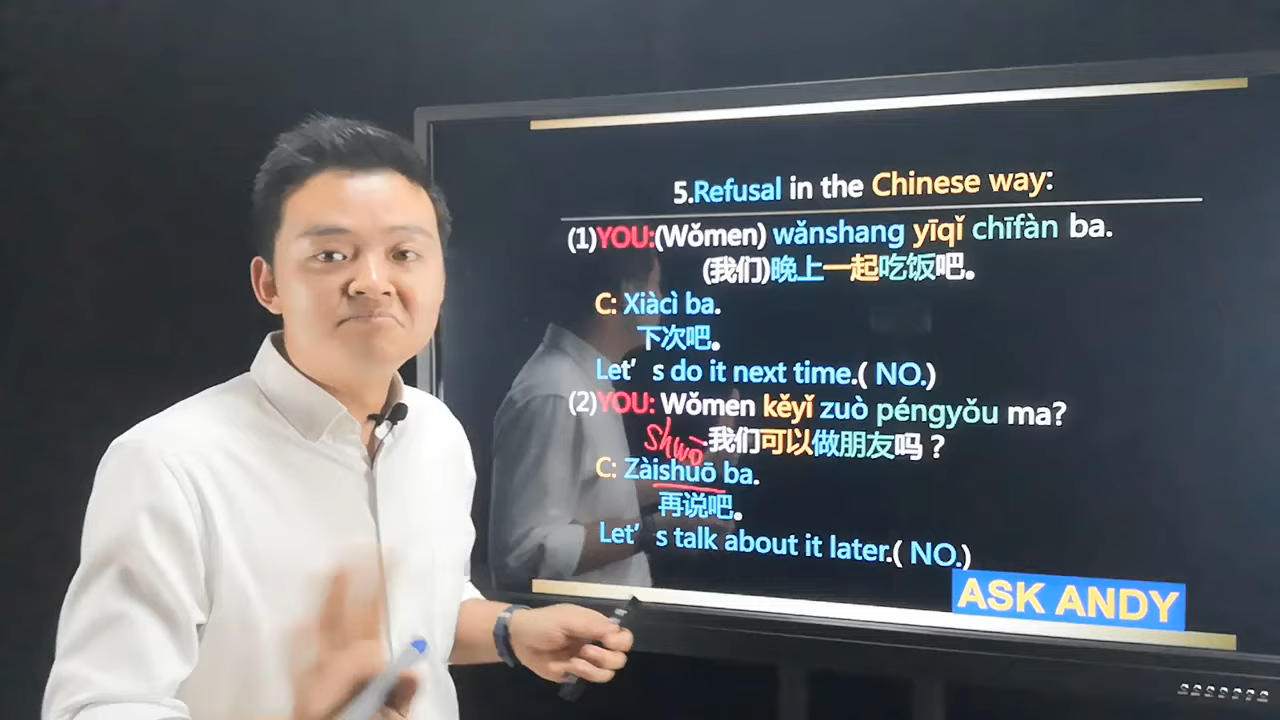 5.Refusal in the Chinese way:
(1)YOU:(Wǒmen) wǎnshang yīqǐ chīfàn ba.
(我们)晚上一起吃饭吧。
C: Xiàcì ba.
下次吧。
Let's do it next time.( NO.)
(2)YOU: Wǒmen kěyǐ zuò péngyǒu ma?
shwō
我们可以做朋友吗？
C: Zàishuō ba.
再说吧。
Let's talk about it later.( NO.)
ASK ANDY